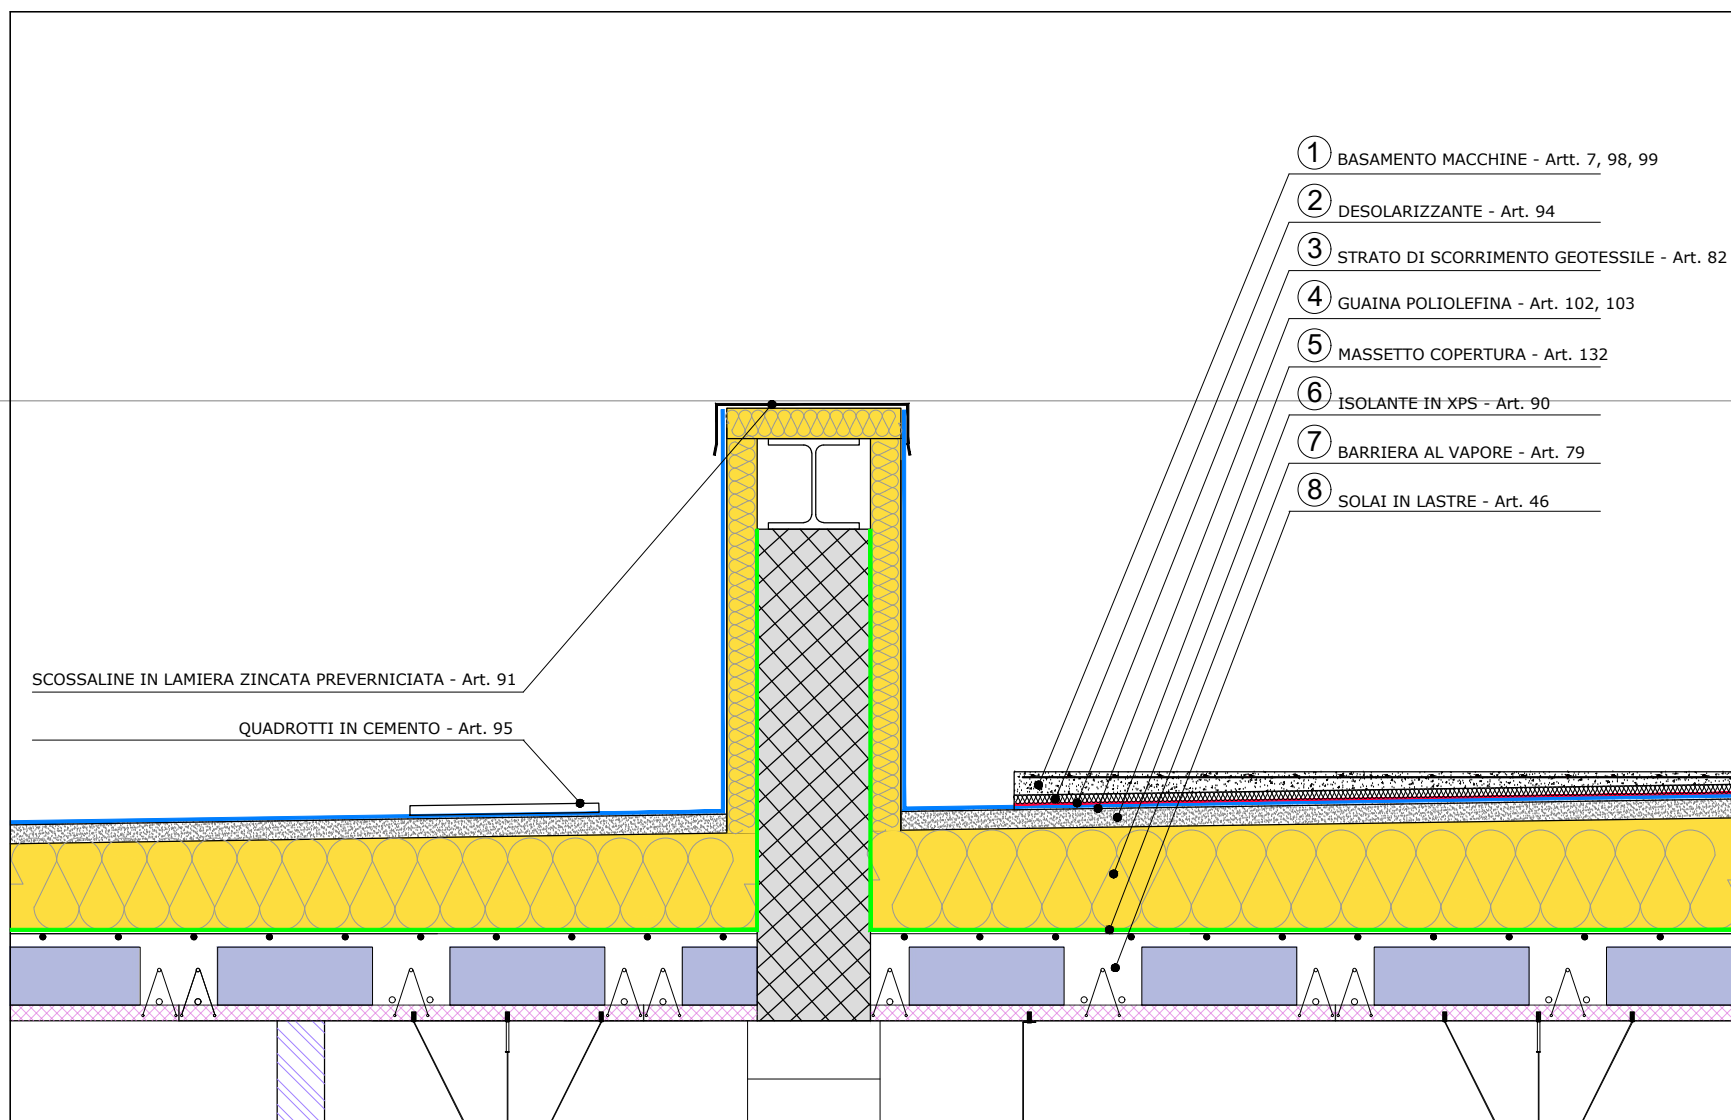 1 BASAMENTO MACCHINE - Artt. 7, 98, 99
2 DESOLARIZZANTE - Art. 94
3 STRATO DI SCORRIMENTO GEOTESSILE - Art. 82
4 GUAINA POLIOLEFINA - Art. 102, 103
5 MASSETTO COPERTURA - Art. 132
6 ISOLANTE IN XPS - Art. 90
7 BARRIERA AL VAPORE - Art. 79
8 SOLAI IN LASTRE - Art. 46
SCOSSALINE IN LAMIERA ZINCATA PREVERNICIATA - Art. 91
QUADROTTI IN CEMENTO - Art. 95